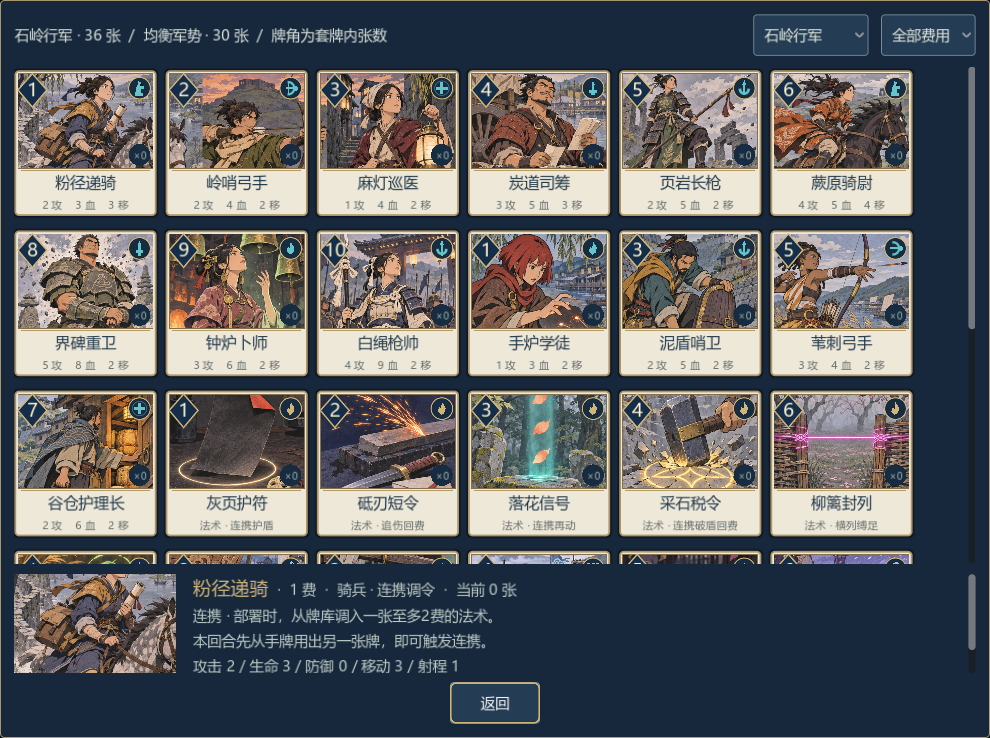 石岭行军 · 36 张 / 均衡军势 · 30 张 / 牌角为套牌内张数
石岭行军
全部费用
1 ×0
2 ×0
3 ×0
4 ×0
5 ×0
6 ×0
粉径递骑
岭哨弓手
麻灯巡医
炭道司筹
页岩长枪
蕨原骑尉
2 攻 3 血 3 移
2 攻 4 血 2 移
1 攻 4 血 2 移
3 攻 5 血 3 移
2 攻 5 血 2 移
4 攻 5 血 4 移
8 ×0
9 ×0
10 ×0
1 ×0
3 ×0
5 ×0
界碑重卫
钟炉卜师
白绳枪帅
手炉学徒
泥盾哨卫
苇刺弓手
5 攻 8 血 2 移
3 攻 6 血 2 移
4 攻 9 血 2 移
1 攻 3 血 2 移
2 攻 5 血 2 移
3 攻 4 血 2 移
7 ×0
1 ×0
2 ×0
3 ×0
4 ×0
6 ×0
谷仓护理长
灰页护符
砥刃短令
落花信号
采石税令
柳篱封列
2 攻 6 血 2 移
法术 · 连携护盾
法术 · 追伤回费
法术 · 连携再动
法术 · 连携破盾回费
法术 · 横列缚足
粉径递骑 · 1 费 · 骑兵 · 连携调令 · 当前 0 张
连携 · 部署时，从牌库调入一张至多2费的法术。
本回合先从手牌用出另一张牌，即可触发连携。
攻击 2 / 生命 3 / 防御 0 / 移动 3 / 射程 1
返回